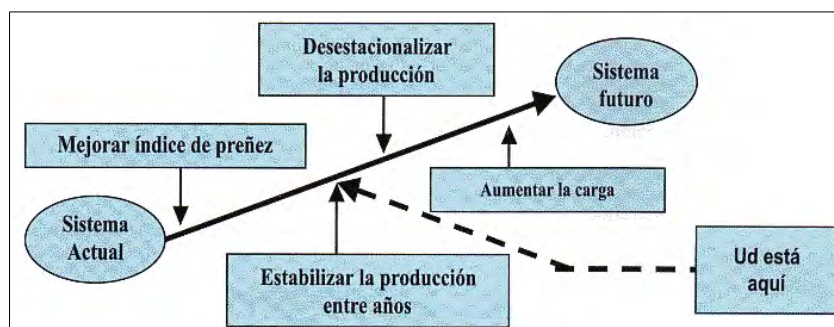 Desestacionalizar
la producción
Sistema
futuro
Mejorar índice de preñez
Aumentar la carga
Sistema
Actual
Estabilizar la producción
entre años
Ud está
aquí